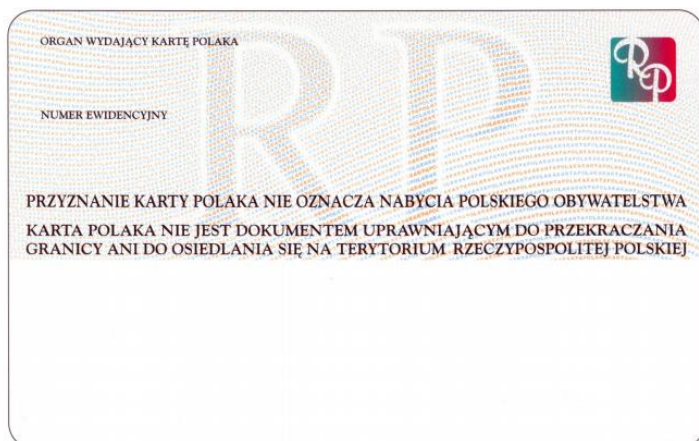 ORGAN WYDAJĄCY KARTĘ POLAKA
RP
NUMER EWIDENCYJNY
RP
PRZYZNANIE KARTY POLAKA NIE OZNACZA NABYCIA POLSKIEGO OBYWATELSTWA
KARTA POLAKA NIE JEST DOKUMENTEM UPRAWNIAJĄCYM DO PRZEKRACZANIA
GRANICY ANI DO OSIEDLANIA SIĘ NA TERYTORIUM RZECZYPOSPOLITEJ POLSKIEJ